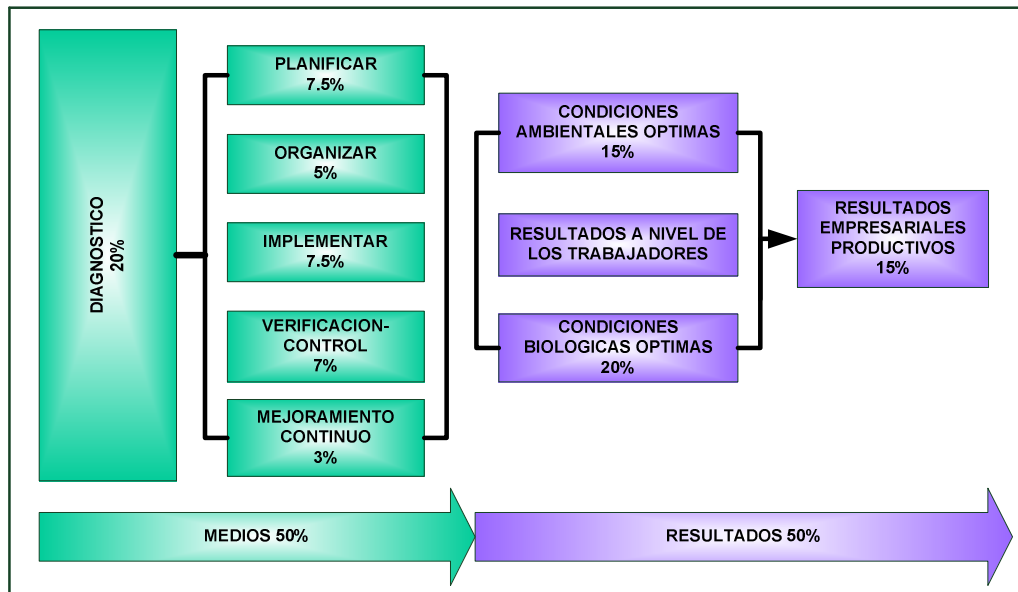 DIAGNOSTICO
20%
PLANIFICAR
7.5%
ORGANIZAR
5%
IMPLEMENTAR
7.5%
VERIFICACION-
CONTROL
7%
MEJORAMIENTO
CONTINUO
3%
CONDICIONES
AMBIENTALES OPTIMAS
15%
RESULTADOS A NIVEL DE
LOS TRABAJADORES
CONDICIONES
BIOLOGICAS OPTIMAS
20%
RESULTADOS
EMPRESARIALES
PRODUCTIVOS
15%
MEDIOS 50%
RESULTADOS 50%